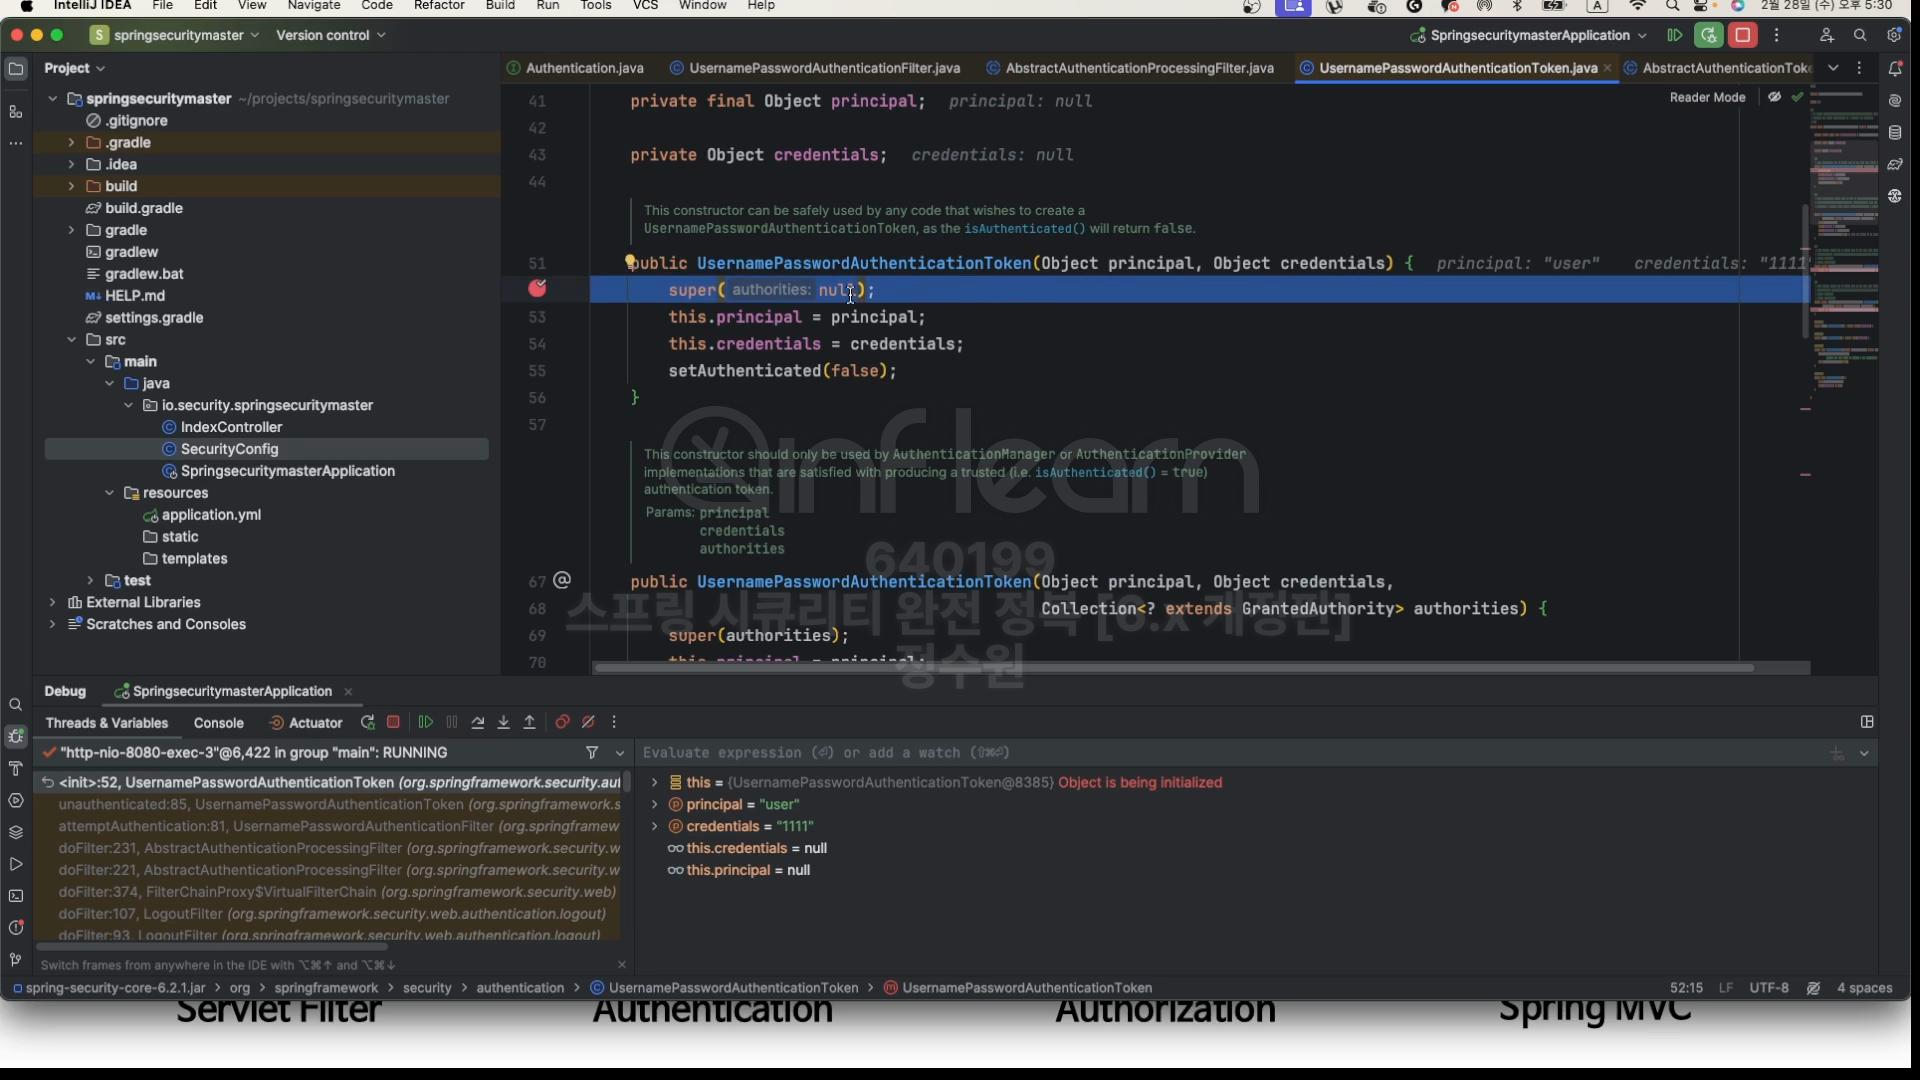 IntelliJ IDEA File Edit View Navigate Code Refactor Build Run Tools VCS Window Help A 2월 28일 (수) 오후 5:30
S springsecuritymaster Version control SpringsecuritymasterApplication
Project
Authentication.java UsernamePasswordAuthenticationFilter.java AbstractAuthenticationProcessingFilter.java UsernamePasswordAuthenticationToken.java AbstractAuthenticationTok
Reader Mode
springsecuritymaster ~/projects/springsecuritymaster
.gitignore
.gradle
.idea
build
build.gradle
gradle
gradlew
gradlew.bat
HELP.md
settings.gradle
src
main
java
io.security.springsecuritymaster
IndexController
SecurityConfig
SpringsecuritymasterApplication
resources
application.yml
static
templates
test
External Libraries
Scratches and Consoles
41 private final Object principal; principal: null
42
43 private Object credentials; credentials: null
44
This constructor can be safely used by any code that wishes to create a
UsernamePasswordAuthenticationToken, as the isAuthenticated() will return false.
51 public UsernamePasswordAuthenticationToken(Object principal, Object credentials) { principal: "user" credentials: "1111
super( authorities: null);
53 this.principal = principal;
54 this.credentials = credentials;
55 setAuthenticated(false);
56 }
57
This constructor should only be used by AuthenticationManager or AuthenticationProvider
implementations that are satisfied with producing a trusted (i.e. isAuthenticated() = true)
authentication token.
Params: principal
credentials
authorities
67 public UsernamePasswordAuthenticationToken(Object principal, Object credentials,
68 Collection<? extends GrantedAuthority> authorities) {
69 super(authorities);
70 this.principal = principal;
inflearn
640199
스프링 시큐리티 완전 정복 [6.x 개정판]
정수원
Debug SpringsecuritymasterApplication
Threads & Variables Console Actuator
"http-nio-8080-exec-3"@6,422 in group "main": RUNNING
<init>:52, UsernamePasswordAuthenticationToken (org.springframework.security.aut
unauthenticated:85, UsernamePasswordAuthenticationToken (org.springframework.s
attemptAuthentication:81, UsernamePasswordAuthenticationFilter (org.springframew
doFilter:231, AbstractAuthenticationProcessingFilter (org.springframework.security.w
doFilter:221, AbstractAuthenticationProcessingFilter (org.springframework.security.w
doFilter:374, FilterChainProxy$VirtualFilterChain (org.springframework.security.web)
doFilter:107, LogoutFilter (org.springframework.security.web.authentication.logout)
doFilter:93, LogoutFilter (org.springframework.security.web.authentication.logout)
Switch frames from anywhere in the IDE with ⌥⌘↑ and ⌥⌘↓
Evaluate expression (⏎) or add a watch (⇧⌘⏎)
this = {UsernamePasswordAuthenticationToken@8385} Object is being initialized
principal = "user"
credentials = "1111"
this.credentials = null
this.principal = null
spring-security-core-6.2.1.jar > org > springframework > security > authentication > UsernamePasswordAuthenticationToken > UsernamePasswordAuthenticationToken 52:15 LF UTF-8 4 spaces
Servlet Filter Authentication Authorization Spring MVC